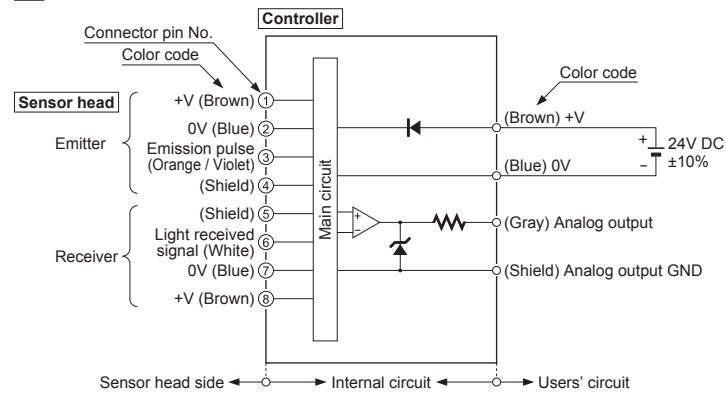 Controller
Connector pin No.
Color code
Sensor head
Emitter
+V (Brown) 1
0V (Blue) 2
Emission pulse
(Orange / Violet) 3
(Shield) 4
Receiver
(Shield) 5
Light received
signal (White) 6
0V (Blue) 7
+V (Brown) 8
Main circuit
+
−
Color code
(Brown) +V
+
−
24V DC
±10%
(Blue) 0V
(Gray) Analog output
(Shield) Analog output GND
Sensor head side
Internal circuit
Users' circuit